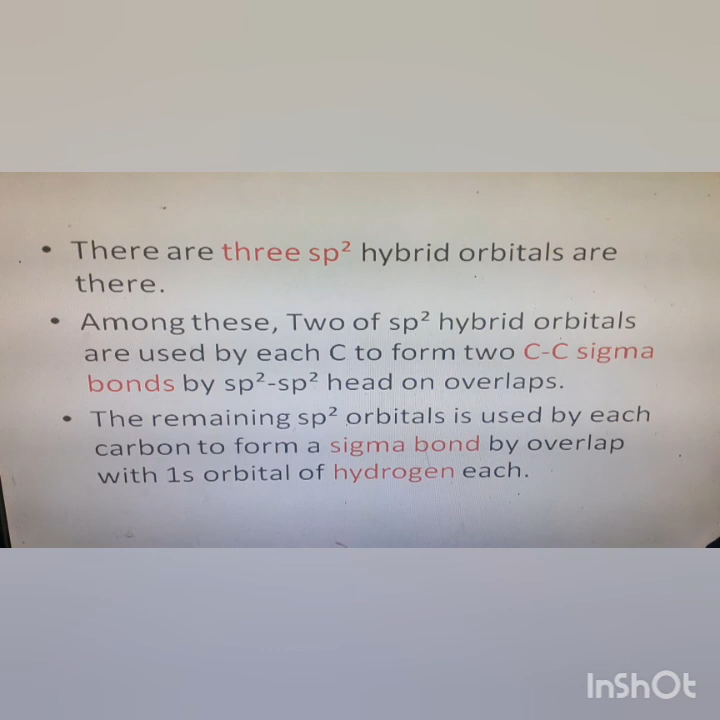 • There are three sp² hybrid orbitals are
there.
• Among these, Two of sp² hybrid orbitals
are used by each C to form two C-C sigma
bonds by sp²-sp² head on overlaps.
• The remaining sp² orbitals is used by each
carbon to form a sigma bond by overlap
with 1s orbital of hydrogen each.
InShOt